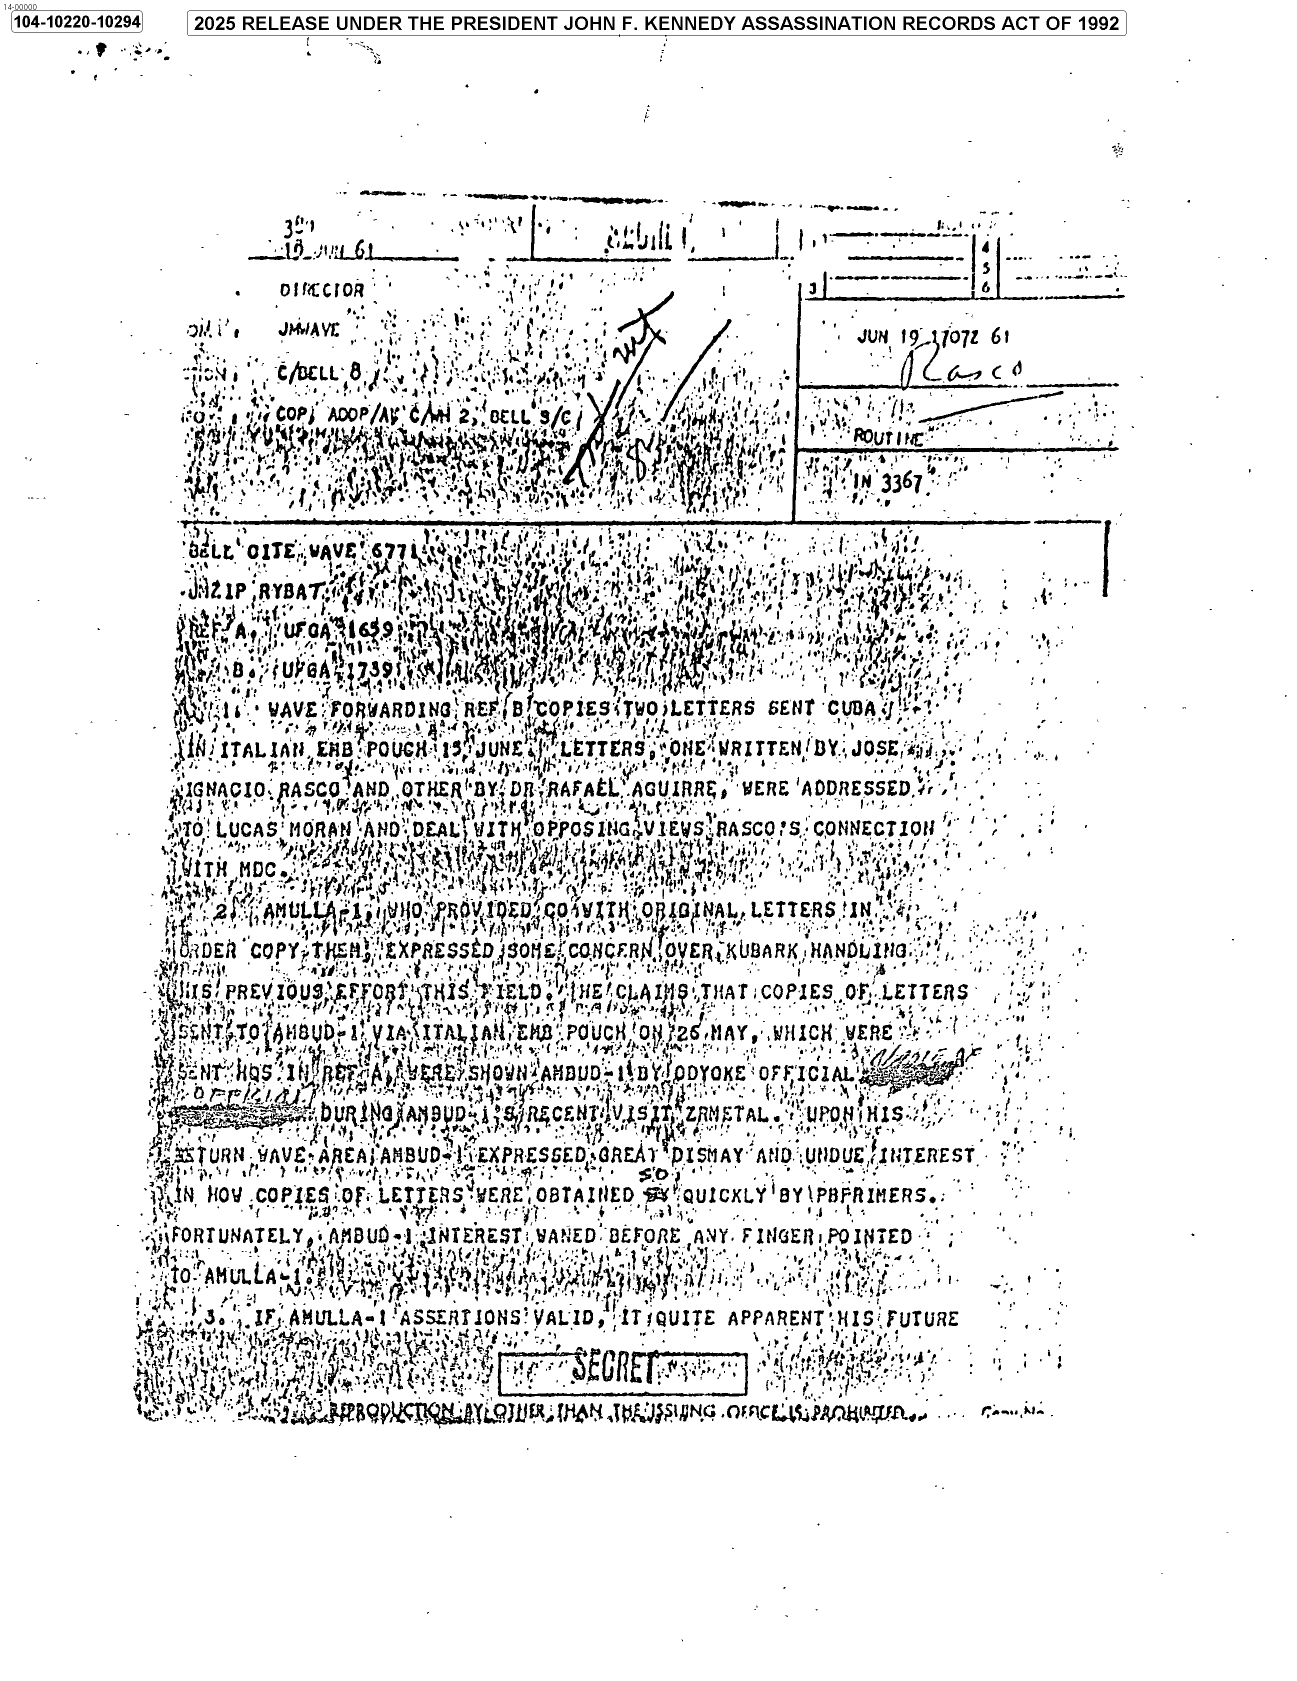 14-00000
104-10220-10294
2025 RELEASE UNDER THE PRESIDENT JOHN F. KENNEDY ASSASSINATION RECORDS ACT OF 1992
JUN 61
4
5
3 6
DIRECTOR
JMWAVE
JUN 19 1707Z 61
Rasco
C/BELL 8
COP, ADDP/A, C/WH 2, BELL S/C
ROUTINE
IN 3367
BELL CITE WAVE 6771
JMZIP RYBAT
REF A. UFGA 1659
B. UFGA 1739
1. WAVE FORWARDING REF B COPIES TWO LETTERS SENT CUBA
IN ITALIAN EMB POUCH 15 JUNE. LETTERS, ONE WRITTEN BY JOSE
IGNACIO RASCO AND OTHER BY DR RAFAEL AGUIRRE, WERE ADDRESSED
TO LUCAS MORAN AND DEAL WITH OPPOSING VIEWS RASCO'S CONNECTION
WITH MDC.
2. AMULLA-1, WHO PROVIDED CO WITH ORIGINAL LETTERS IN
ORDER COPY THEM, EXPRESSED SOME CONCERN OVER KUBARK HANDLING
HIS PREVIOUS EFFORT THIS FIELD. HE CLAIMS THAT COPIES OF LETTERS
SENT TO AMBUD-1 VIA ITALIAN EMB POUCH ON 26 MAY, WHICH WERE
SENT HQS IN REF A, WERE SHOWN AMBUD-1 BY ODYOKE OFFICIAL NAME OF
OFFICIAL DURING AMBUD-1'S RECENT VISIT ZRMETAL. UPON HIS
RETURN WAVE AREA AMBUD-1 EXPRESSED GREAT DISMAY AND UNDUE INTEREST
IN HOW COPIES OF LETTERS WERE OBTAINED SO QUICKLY BY PBPRIMERS.
FORTUNATELY, AMBUD-1 INTEREST WANED BEFORE ANY FINGER POINTED
TO AMULLA-1.
3. IF AMULLA-1 ASSERTIONS VALID, IT QUITE APPARENT HIS FUTURE
SECRET
REPRODUCTION BY OTHER THAN THE ISSUING OFFICE IS PROHIBITED. Copy No.